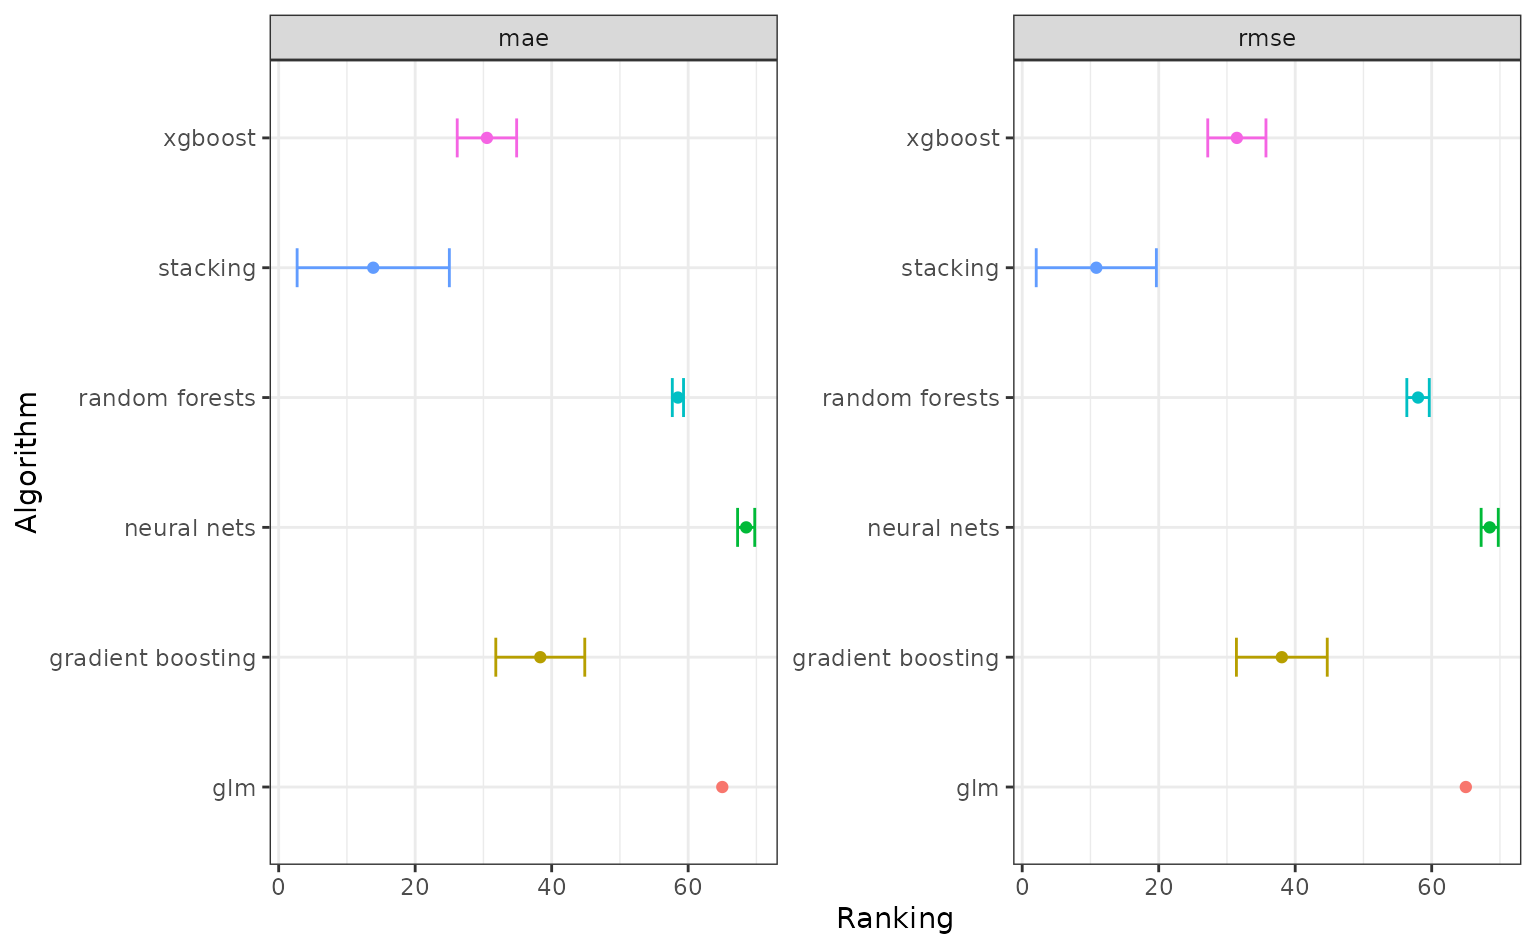 mae
rmse
Algorithm
xgboost
stacking
random forests
neural nets
gradient boosting
glm
0 20 40 60
xgboost
stacking
random forests
neural nets
gradient boosting
glm
0 20 40 60
Ranking